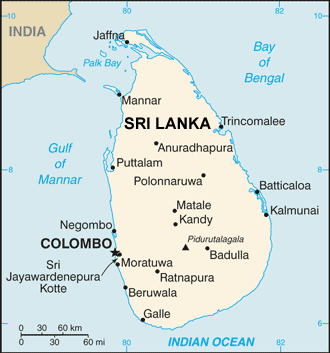 80
82
INDIA
10
Jaffna
Palk Bay
Bay
of
Bengal
Mannar
SRI LANKA
Trincomalee
Anuradhapura
Gulf
of
Mannar
Puttalam
8
8
Polonnaruwa
Batticaloa
Matale
Kalmunai
Kandy
Negombo
COLOMBO
Pidurutalagala
Badulla
Sri
Jayawardenepura
Kotte
Moratuwa
Ratnapura
Beruwala
Galle
0 30 60 km
0 30 60 mi
80
INDIAN OCEAN
82
6